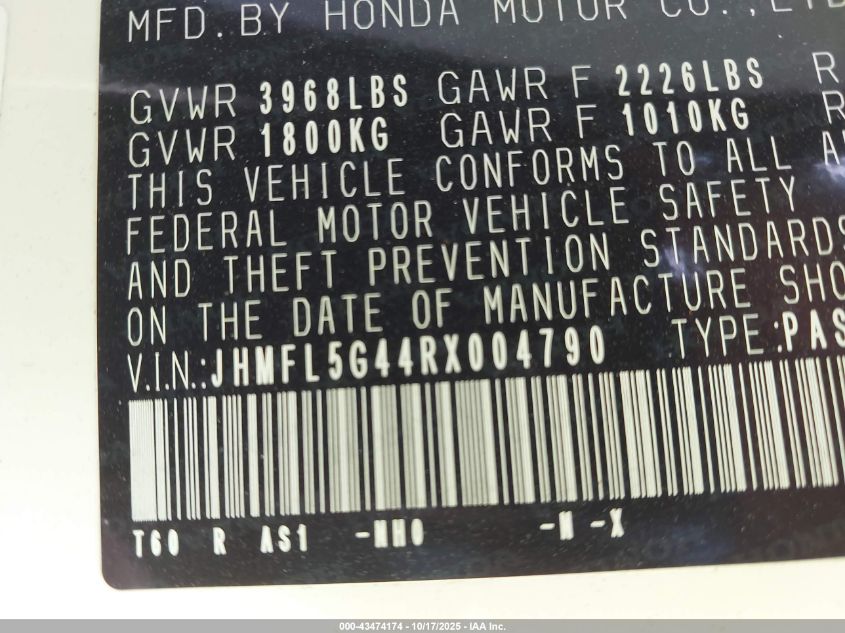 MFD. BY HONDA MOTOR CO.,LTD
GVWR 3968LBS GAWR F 2226LBS R
GVWR 1800KG GAWR F 1010KG R
THIS VEHICLE CONFORMS TO ALL A
FEDERAL MOTOR VEHICLE SAFETY
AND THEFT PREVENTION STANDARDS
ON THE DATE OF MANUFACTURE SHO
V.I.N.:JHMFL5G44RX004790 TYPE:PAS
T60 R AS1 -NH0 -M -X
000-43474174 | 10/17/2025 - IAA Inc.